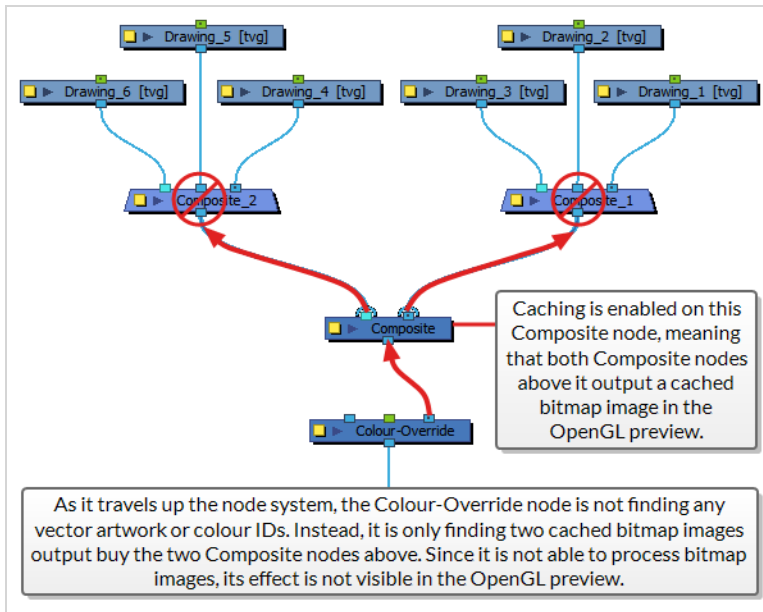 Drawing_5 [tvg]
Drawing_2 [tvg]
Drawing_6 [tvg]
Drawing_4 [tvg]
Drawing_3 [tvg]
Drawing_1 [tvg]
Composite_2
Composite_1
Composite
Caching is enabled on this
Composite node, meaning
that both Composite nodes
above it output a cached
bitmap image in the
OpenGL preview.
Colour-Override
As it travels up the node system, the Colour-Override node is not finding any
vector artwork or colour IDs. Instead, it is only finding two cached bitmap images
output buy the two Composite nodes above. Since it is not able to process bitmap
images, its effect is not visible in the OpenGL preview.